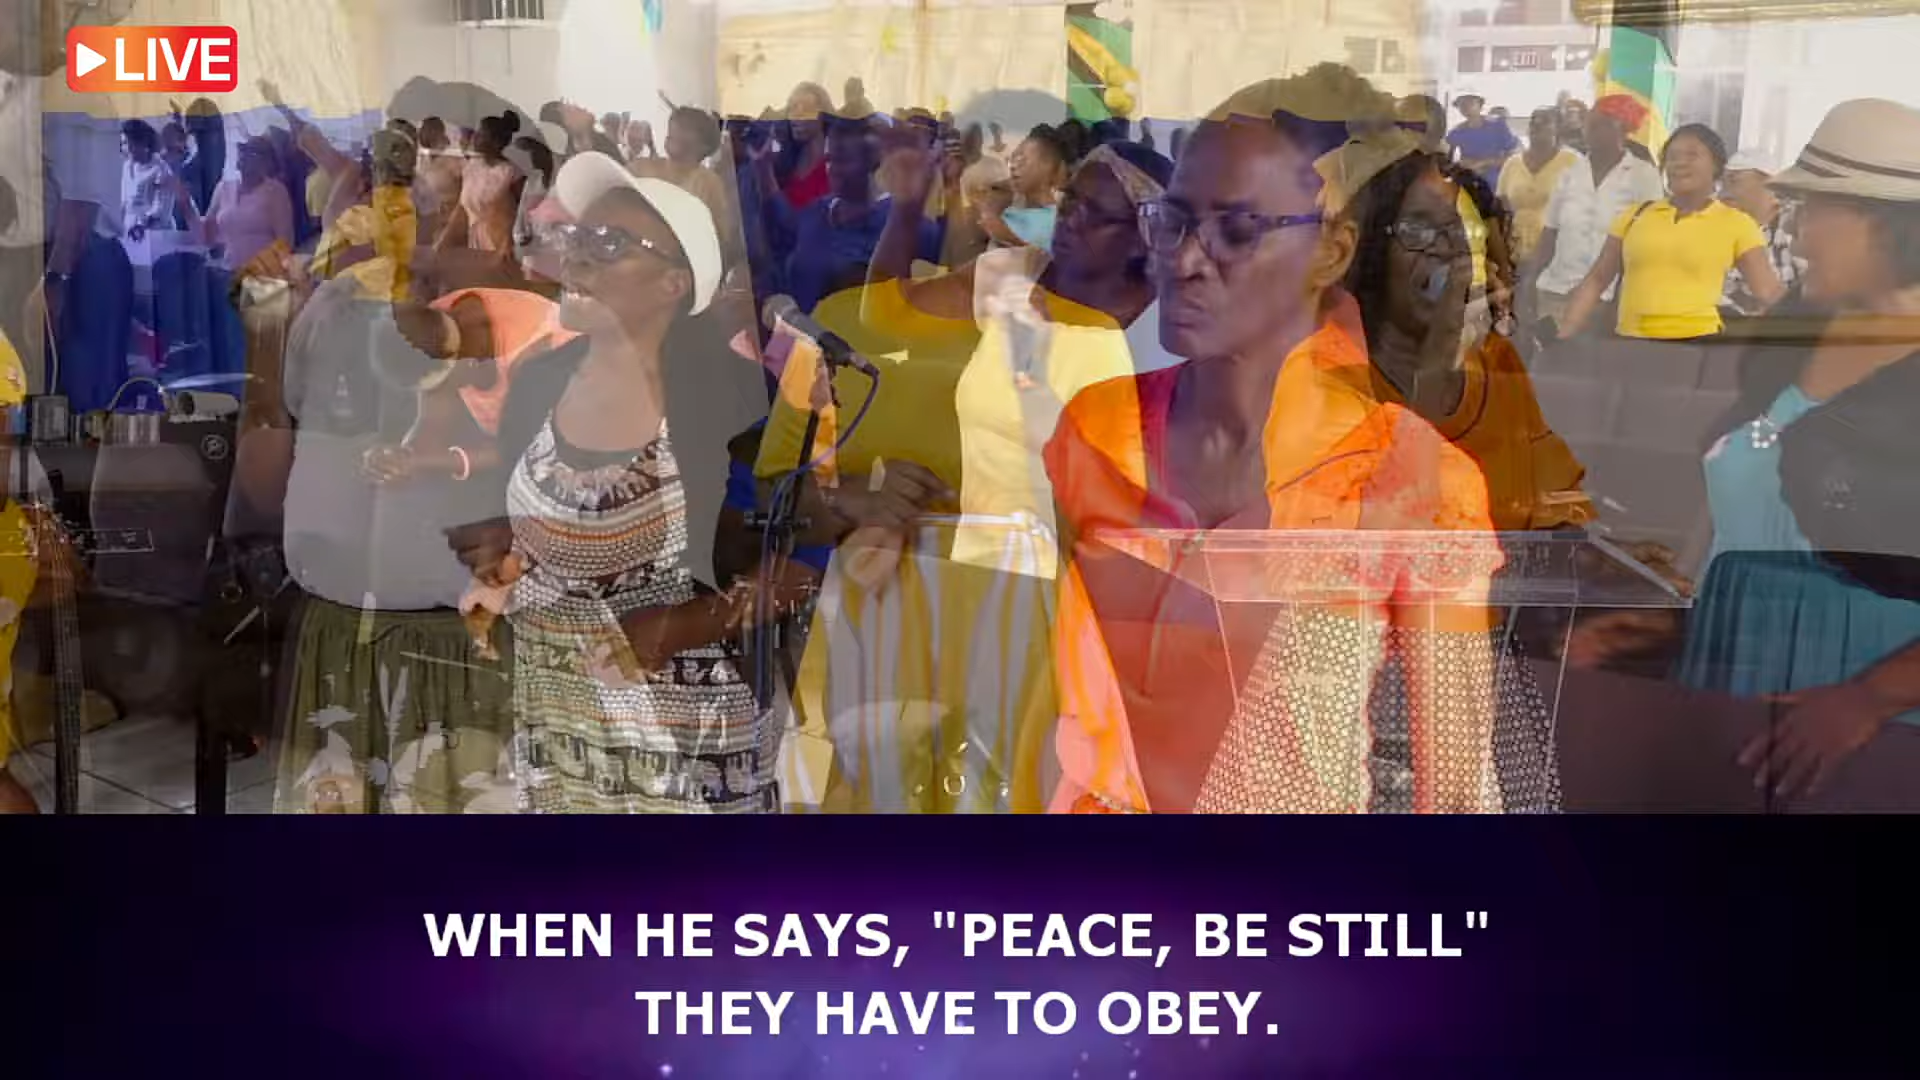 LIVE
WHEN HE SAYS, "PEACE, BE STILL"
THEY HAVE TO OBEY.